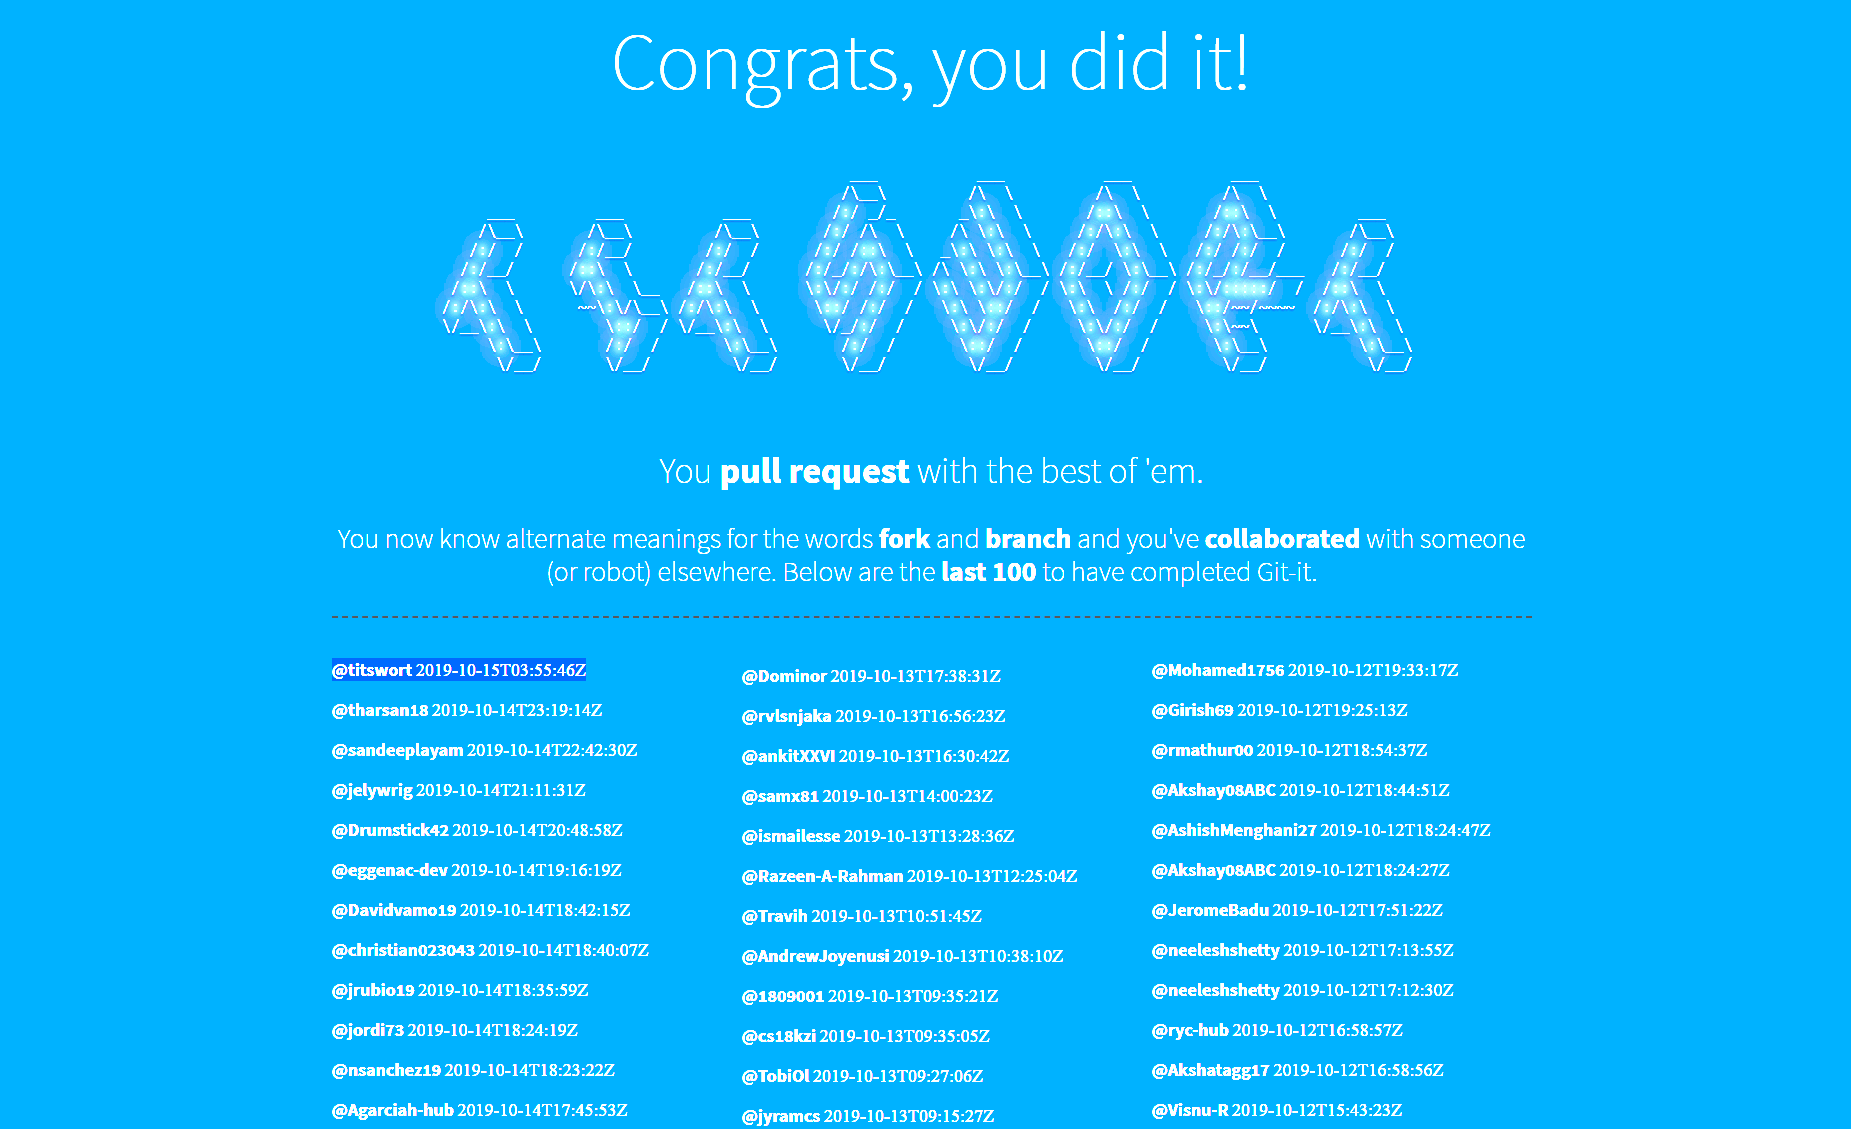 Congrats, you did it!
You pull request with the best of 'em.
You now know alternate meanings for the words fork and branch and you've collaborated with someone
(or robot) elsewhere. Below are the last 100 to have completed Git-it.
@titswort 2019-10-15T03:55:46Z
@tharsan18 2019-10-14T23:19:14Z
@sandeeplayam 2019-10-14T22:42:30Z
@jelywrig 2019-10-14T21:11:31Z
@Drumstick42 2019-10-14T20:48:58Z
@eggenac-dev 2019-10-14T19:16:19Z
@Davidvamo19 2019-10-14T18:42:15Z
@christian023043 2019-10-14T18:40:07Z
@jrubio19 2019-10-14T18:35:59Z
@jordi73 2019-10-14T18:24:19Z
@nsanchez19 2019-10-14T18:23:22Z
@Agarciah-hub 2019-10-14T17:45:53Z
@Dominor 2019-10-13T17:38:31Z
@rvlsnjaka 2019-10-13T16:56:23Z
@ankitXXVI 2019-10-13T16:30:42Z
@samx81 2019-10-13T14:00:23Z
@ismailesse 2019-10-13T13:28:36Z
@Razeen-A-Rahman 2019-10-13T12:25:04Z
@Travih 2019-10-13T10:51:45Z
@AndrewJoyenusi 2019-10-13T10:38:10Z
@1809001 2019-10-13T09:35:21Z
@cs18kzi 2019-10-13T09:35:05Z
@TobiOl 2019-10-13T09:27:06Z
@jyramcs 2019-10-13T09:15:27Z
@Mohamed1756 2019-10-12T19:33:17Z
@Girish69 2019-10-12T19:25:13Z
@rmathur00 2019-10-12T18:54:37Z
@Akshay08ABC 2019-10-12T18:44:51Z
@AshishMenghani27 2019-10-12T18:24:47Z
@Akshay08ABC 2019-10-12T18:24:27Z
@JeromeBadu 2019-10-12T17:51:22Z
@neeleshshetty 2019-10-12T17:13:55Z
@neeleshshetty 2019-10-12T17:12:30Z
@ryc-hub 2019-10-12T16:58:57Z
@Akshatagg17 2019-10-12T16:58:56Z
@Visnu-R 2019-10-12T15:43:23Z